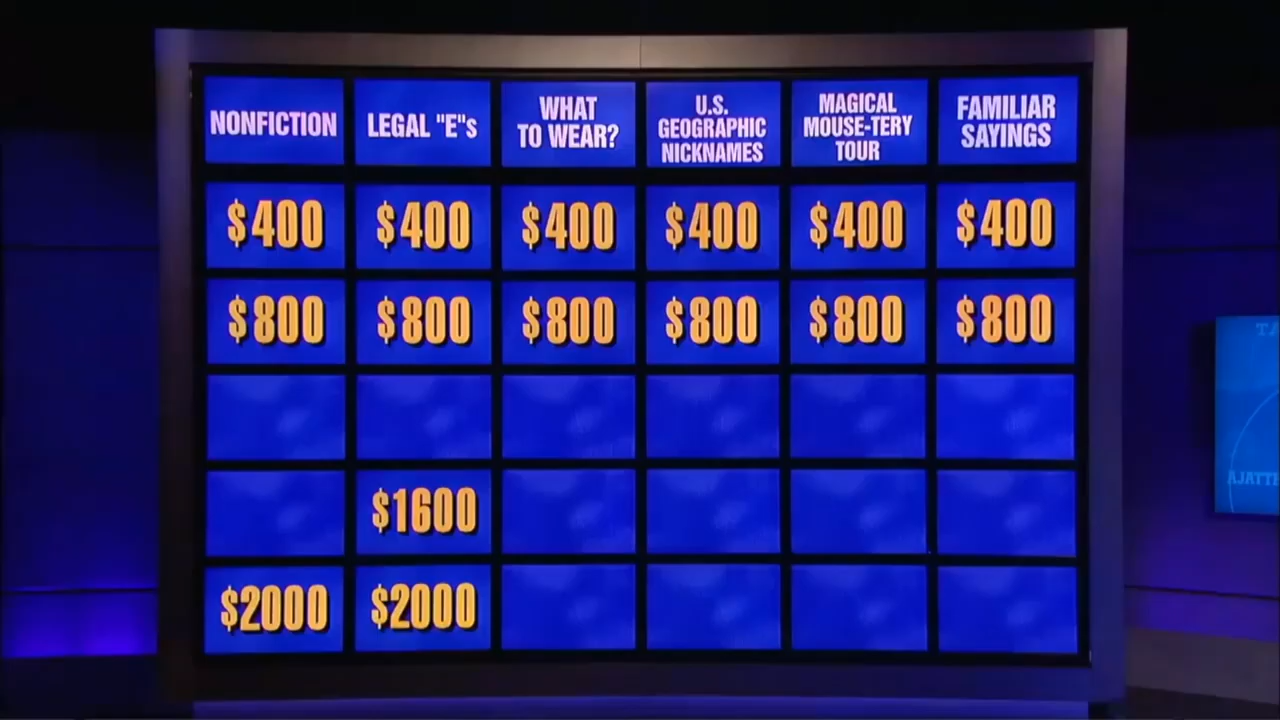 NONFICTION
LEGAL "E"s
WHAT
TO WEAR?
U.S.
GEOGRAPHIC
NICKNAMES
MAGICAL
MOUSE-TERY
TOUR
FAMILIAR
SAYINGS
$400 $400 $400 $400 $400 $400
$800 $800 $800 $800 $800 $800
$1600
$2000 $2000